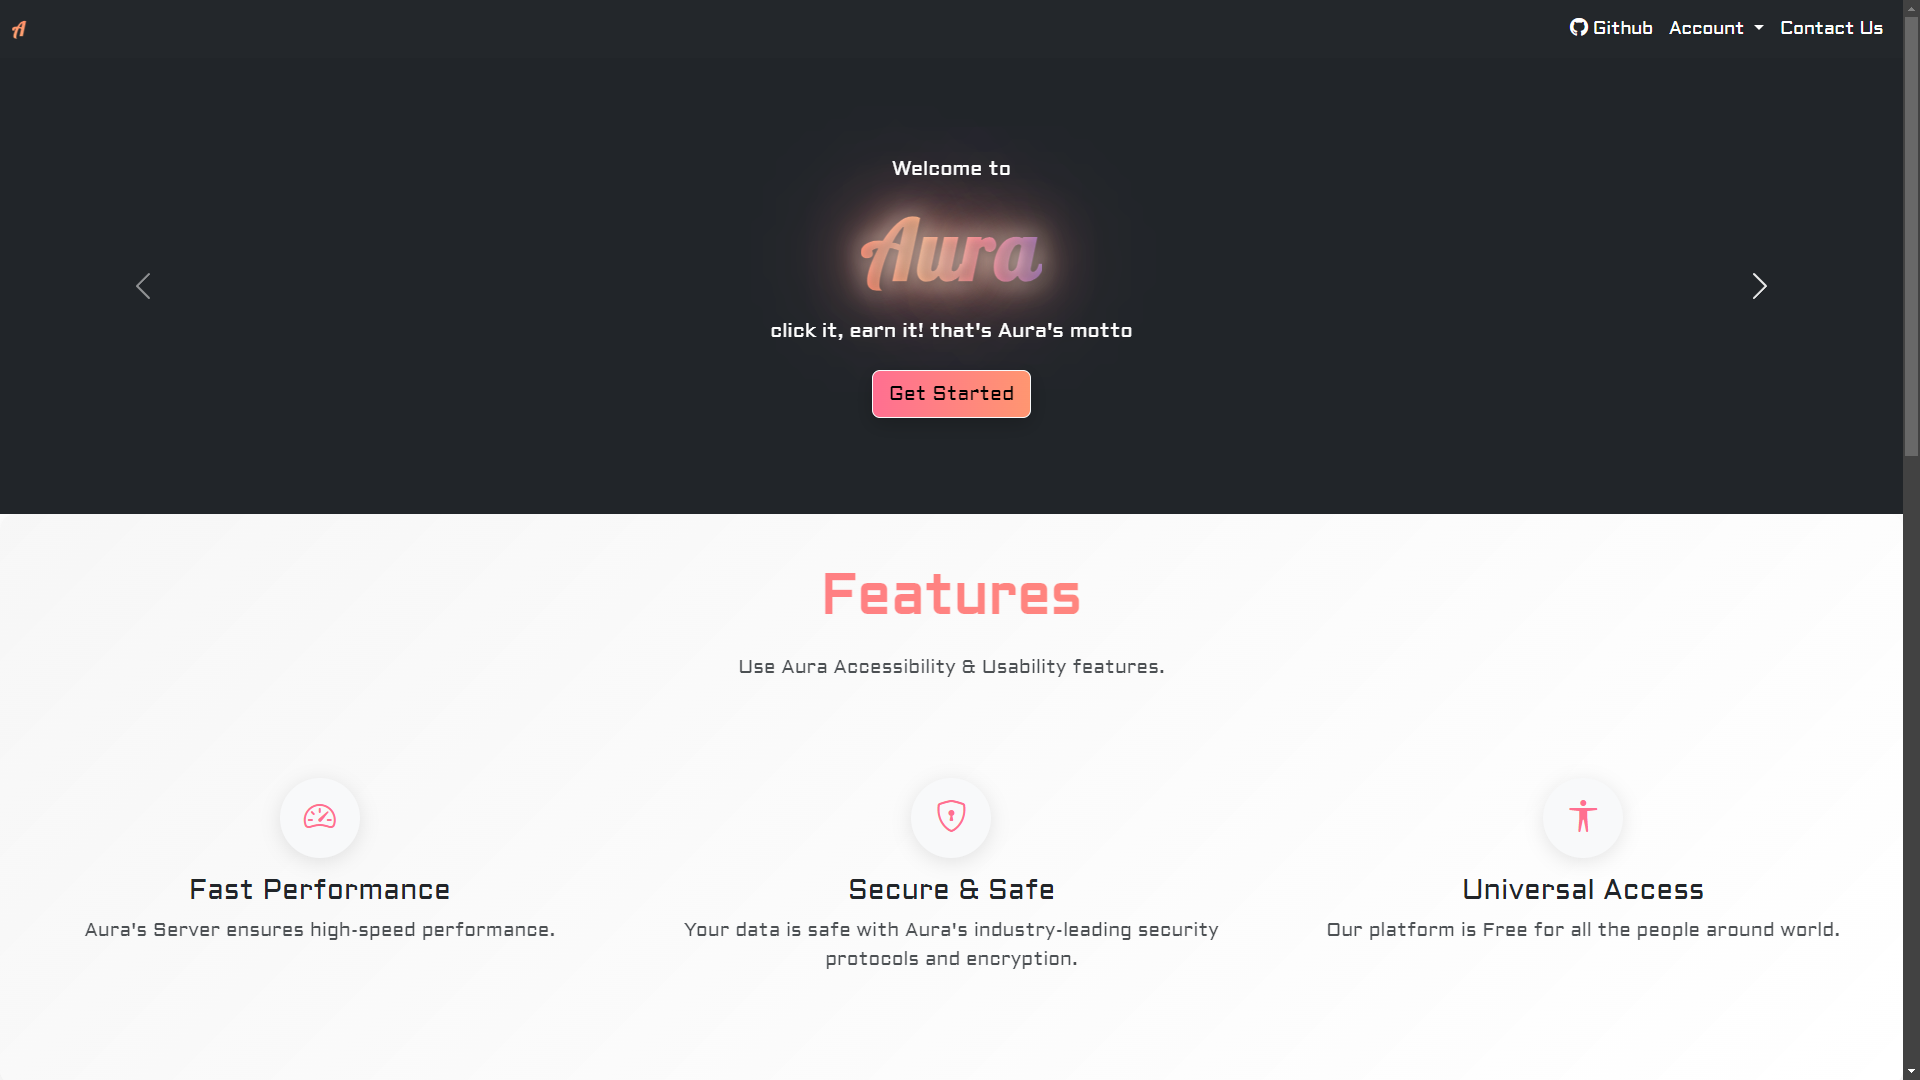 A
Github
Account
Contact Us
Welcome to
Aura
click it, earn it! that's Aura's motto
Get Started
Features
Use Aura Accessibility & Usability features.
Fast Performance
Aura's Server ensures high-speed performance.
Secure & Safe
Your data is safe with Aura's industry-leading security
protocols and encryption.
Universal Access
Our platform is Free for all the people around world.